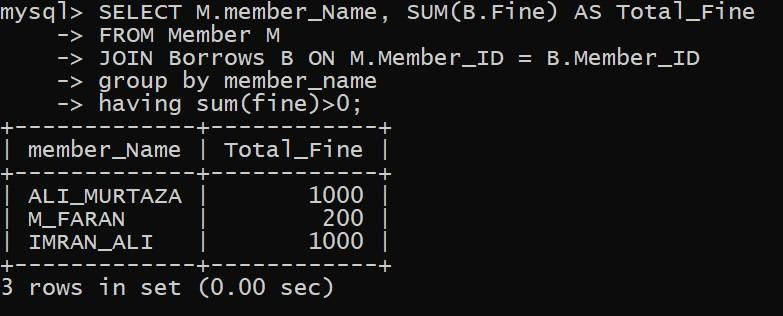 mysql> SELECT M.member_Name, SUM(B.Fine) AS Total_Fine
    -> FROM Member M
    -> JOIN Borrows B ON M.Member_ID = B.Member_ID
    -> group by member_name
    -> having sum(fine)>0;
+-------------+------------+
| member_Name | Total_Fine |
+-------------+------------+
| ALI_MURTAZA |       1000 |
| M_FARAN     |        200 |
| IMRAN_ALI   |       1000 |
+-------------+------------+
3 rows in set (0.00 sec)